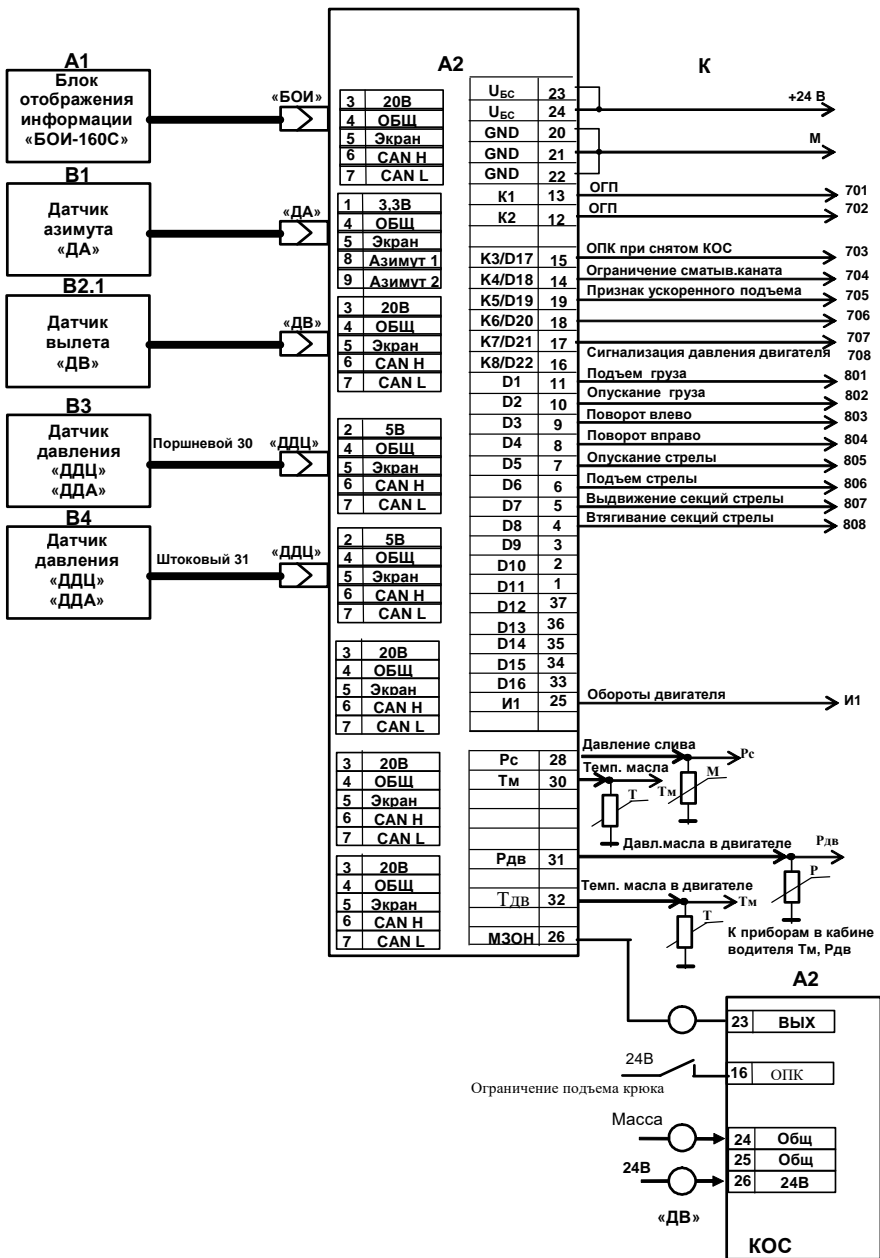 А1
Блок
отображения
информации
«БОИ-160С»
В1
Датчик
азимута
«ДА»
В2.1
Датчик
вылета
«ДВ»
В3
Датчик
давления
«ДДЦ»
«ДДА»
В4
Датчик
давления
«ДДЦ»
«ДДА»
«БОИ»
«ДА»
«ДВ»
Поршневой 30
«ДДЦ»
Штоковый 31
«ДДЦ»
А2
3 20В
4 ОБЩ
5 Экран
6 CAN H
7 CAN L
1 3,3В
4 ОБЩ
5 Экран
8 Азимут 1
9 Азимут 2
3 20В
4 ОБЩ
5 Экран
6 CAN H
7 CAN L
2 5В
4 ОБЩ
5 Экран
6 CAN H
7 CAN L
2 5В
4 ОБЩ
5 Экран
6 CAN H
7 CAN L
3 20В
4 ОБЩ
5 Экран
6 CAN H
7 CAN L
3 20В
4 ОБЩ
5 Экран
6 CAN H
7 CAN L
3 20В
4 ОБЩ
5 Экран
6 CAN H
7 CAN L
UБС 23
UБС 24
GND 20
GND 21
GND 22
К1 13
К2 12
K3/D17 15
K4/D18 14
K5/D19 19
K6/D20 18
K7/D21 17
K8/D22 16
D1 11
D2 10
D3 9
D4 8
D5 7
D6 6
D7 5
D8 4
D9 3
D10 2
D11 1
D12 37
D13 36
D14 35
D15 34
D16 33
И1 25
Рс 28
Тм 30
Рдв 31
Тдв 32
МЗОН 26
К
+24 В
М
ОГП 701
ОГП 702
ОПК при снятом КОС 703
Ограничение сматыв.каната 704
Признак ускоренного подъема 705
706
707
Сигнализация давления двигателя 708
Подъем груза 801
Опускание груза 802
Поворот влево 803
Поворот вправо 804
Опускание стрелы 805
Подъем стрелы 806
Выдвижение секций стрелы 807
Втягивание секций стрелы 808
Обороты двигателя И1
Давление слива Рс
Темп. масла
Тм
М
Т
Давл.масла в двигателе Рдв
Р
Темп. масла в двигателе
Тм
Т
К приборам в кабине
водителя Тм, Рдв
А2
23 ВЫХ
24В
16 ОПК
Ограничение подъема крюка
Масса
24 Общ
25 Общ
24В
26 24В
«ДВ»
КОС